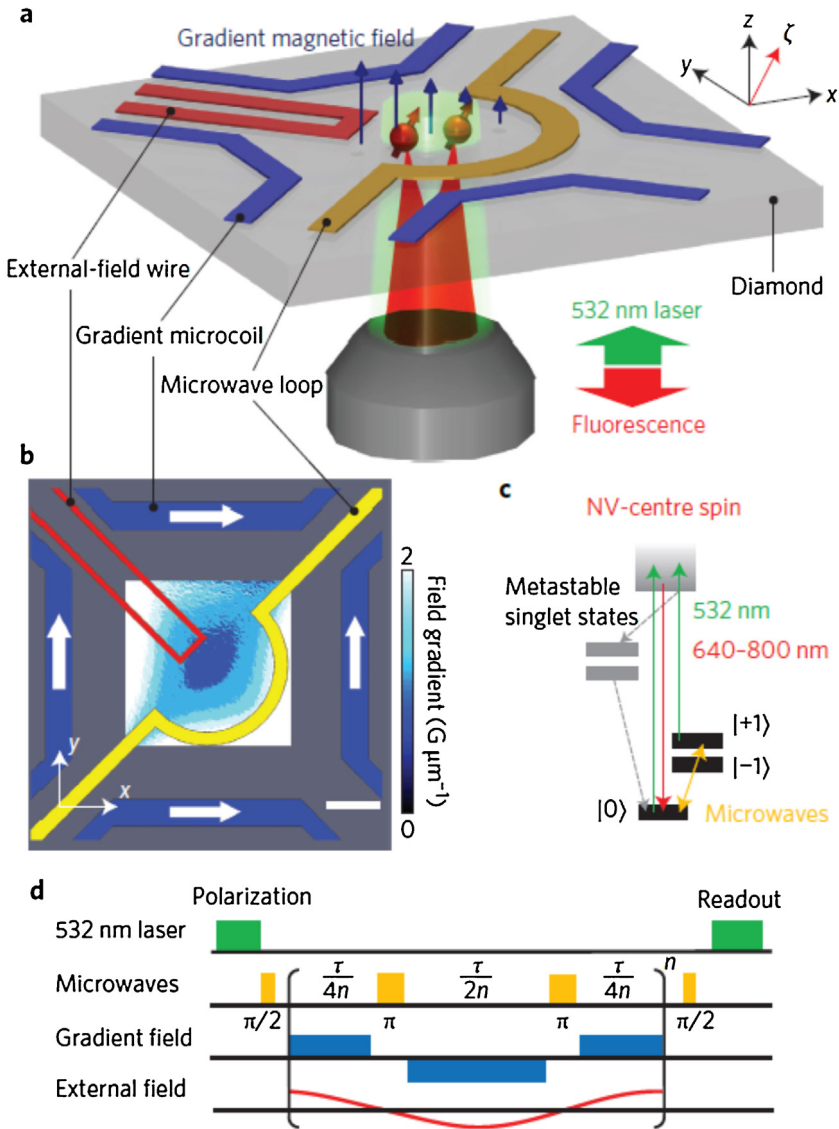 a
Gradient magnetic field
z
ζ
y
x
External-field wire
Gradient microcoil
Microwave loop
Diamond
532 nm laser
Fluorescence
b
y
x
2
Field gradient (G μm⁻¹)
0
c
NV-centre spin
Metastable
singlet states
532 nm
640–800 nm
|+1⟩
|−1⟩
|0⟩
Microwaves
d
Polarization
Readout
532 nm laser
Microwaves
π/2
τ/4n
π
τ/2n
π
τ/4n
n
π/2
Gradient field
External field